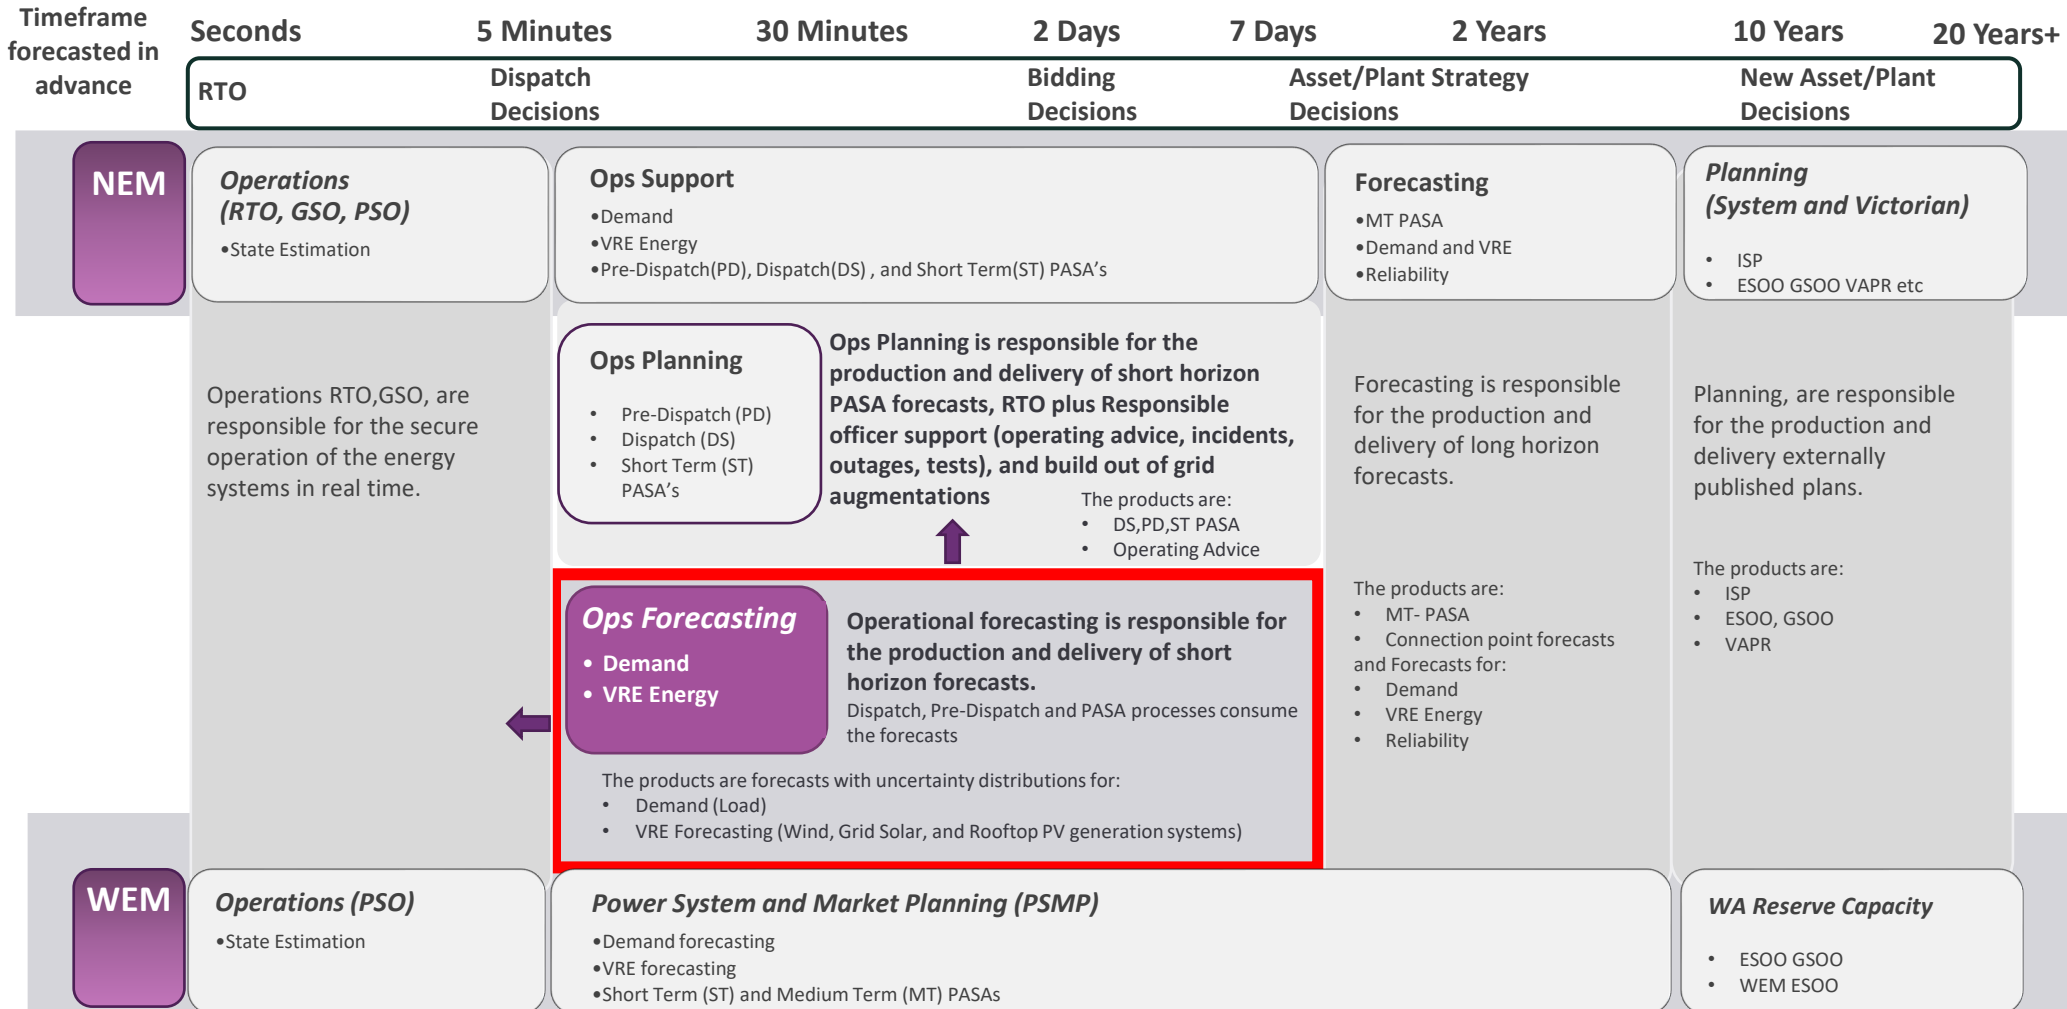 Timeframe
forecasted in
advance
Seconds
5 Minutes
30 Minutes
2 Days
7 Days
2 Years
10 Years
20 Years+
RTO
Dispatch
Decisions
Bidding
Decisions
Asset/Plant Strategy
Decisions
New Asset/Plant
Decisions
NEM
Operations
(RTO, GSO, PSO)
•State Estimation
Ops Support
•Demand
•VRE Energy
•Pre-Dispatch(PD), Dispatch(DS) , and Short Term(ST) PASA’s
Forecasting
•MT PASA
•Demand and VRE
•Reliability
Planning
(System and Victorian)
• ISP
• ESOO GSOO VAPR etc
Operations RTO,GSO, are
responsible for the secure
operation of the energy
systems in real time.
Ops Planning
• Pre-Dispatch (PD)
• Dispatch (DS)
• Short Term (ST)
PASA’s
Ops Planning is responsible for the
production and delivery of short horizon
PASA forecasts, RTO plus Responsible
officer support (operating advice, incidents,
outages, tests), and build out of grid
augmentations
The products are:
• DS,PD,ST PASA
• Operating Advice
Forecasting is responsible
for the production and
delivery of long horizon
forecasts.
The products are:
• MT- PASA
• Connection point forecasts
and Forecasts for:
• Demand
• VRE Energy
• Reliability
Planning, are responsible
for the production and
delivery externally
published plans.
The products are:
• ISP
• ESOO, GSOO
• VAPR
Ops Forecasting
• Demand
• VRE Energy
Operational forecasting is responsible for
the production and delivery of short
horizon forecasts.
Dispatch, Pre-Dispatch and PASA processes consume
the forecasts
The products are forecasts with uncertainty distributions for:
• Demand (Load)
• VRE Forecasting (Wind, Grid Solar, and Rooftop PV generation systems)
WEM
Operations (PSO)
•State Estimation
Power System and Market Planning (PSMP)
•Demand forecasting
•VRE forecasting
•Short Term (ST) and Medium Term (MT) PASAs
WA Reserve Capacity
• ESOO GSOO
• WEM ESOO